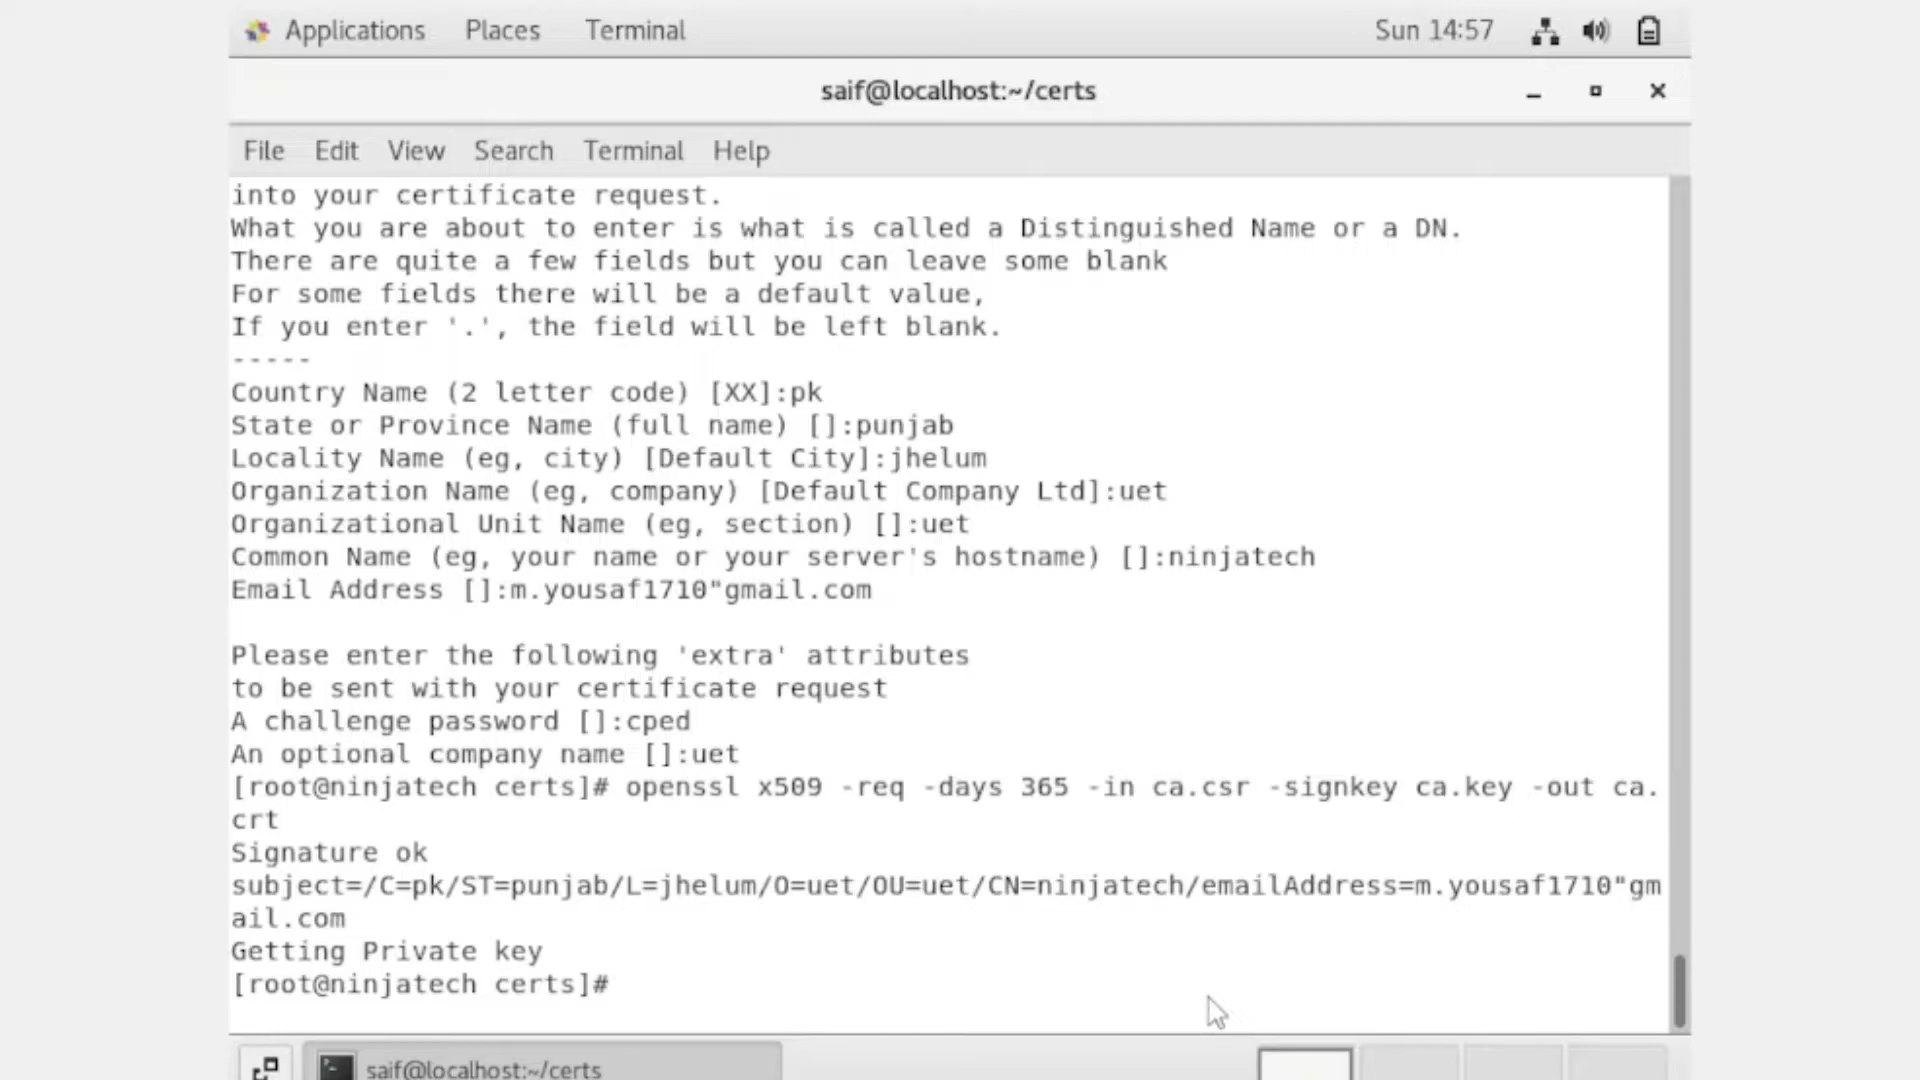 Applications Places Terminal Sun 14:57
saif@localhost:~/certs
File Edit View Search Terminal Help
into your certificate request.
What you are about to enter is what is called a Distinguished Name or a DN.
There are quite a few fields but you can leave some blank
For some fields there will be a default value,
If you enter '.', the field will be left blank.
-----
Country Name (2 letter code) [XX]:pk
State or Province Name (full name) []:punjab
Locality Name (eg, city) [Default City]:jhelum
Organization Name (eg, company) [Default Company Ltd]:uet
Organizational Unit Name (eg, section) []:uet
Common Name (eg, your name or your server's hostname) []:ninjatech
Email Address []:m.yousaf1710"gmail.com
Please enter the following 'extra' attributes
to be sent with your certificate request
A challenge password []:cped
An optional company name []:uet
[root@ninjatech certs]# openssl x509 -req -days 365 -in ca.csr -signkey ca.key -out ca.
crt
Signature ok
subject=/C=pk/ST=punjab/L=jhelum/O=uet/OU=uet/CN=ninjatech/emailAddress=m.yousaf1710"gm
ail.com
Getting Private key
[root@ninjatech certs]#
saif@localhost:~/certs